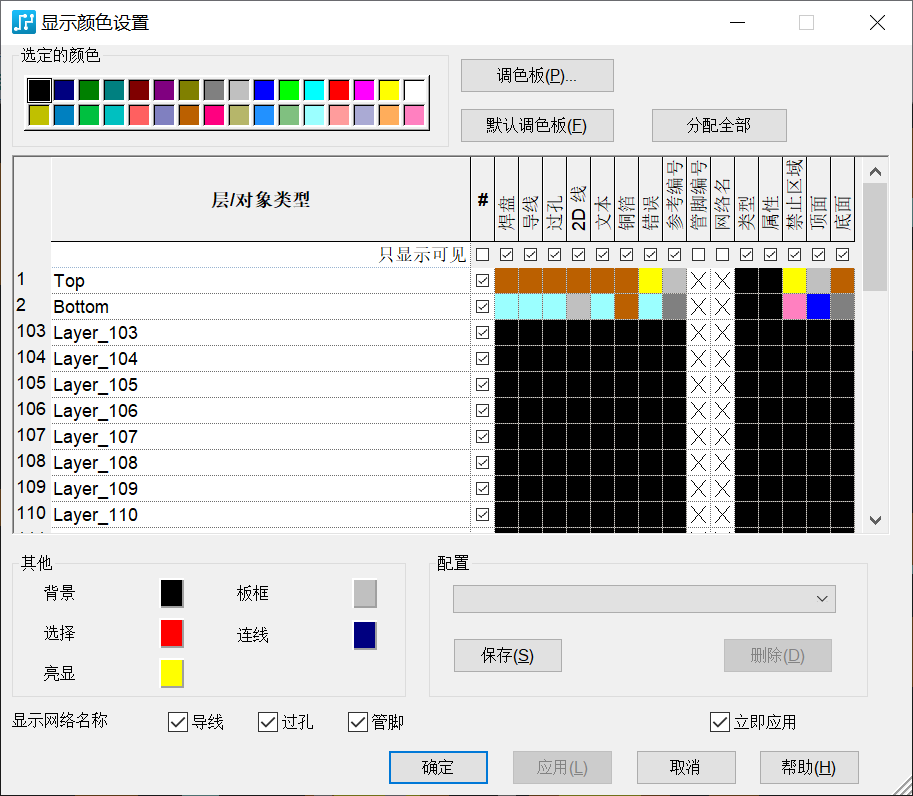 显示颜色设置
选定的颜色
调色板(P)...
默认调色板(F)
分配全部
层/对象类型
#
焊盘
导线
过孔
2D 线
文本
铜箔
错误
参考编号
管脚编号
网络名
类型
属性
禁止区域
顶面
底面
只显示可见
1 Top
2 Bottom
103 Layer_103
104 Layer_104
105 Layer_105
106 Layer_106
107 Layer_107
108 Layer_108
109 Layer_109
110 Layer_110
其他
背景
板框
选择
连线
亮显
配置
保存(S)
删除(D)
显示网络名称
导线
过孔
管脚
立即应用
确定
应用(L)
取消
帮助(H)